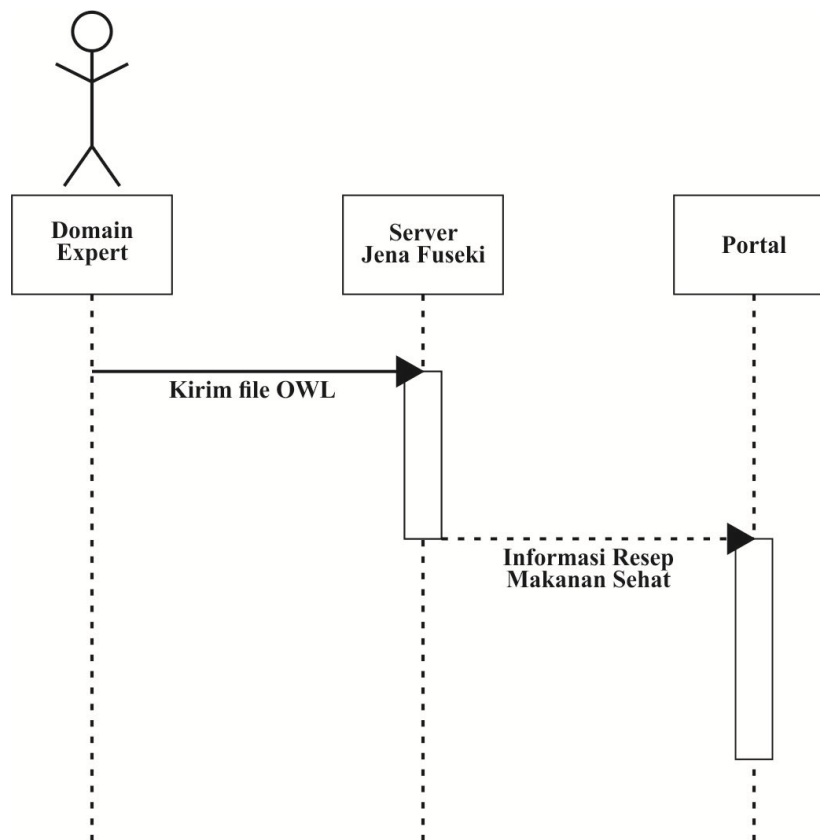 Domain
Expert
Server
Jena Fuseki
Portal
Kirim file OWL
Informasi Resep
Makanan Sehat